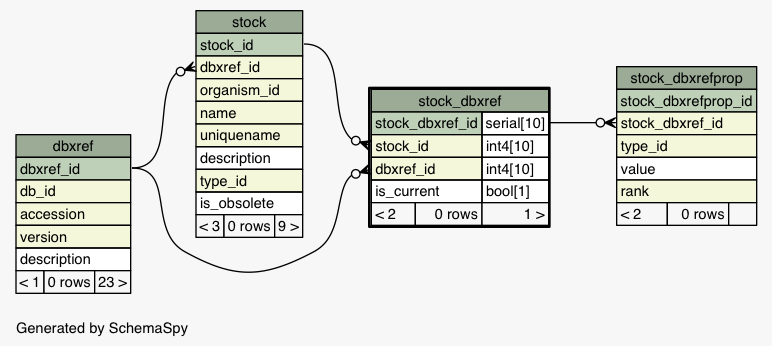 stock
stock_id
dbxref_id
organism_id
name
uniquename
description
type_id
is_obsolete
< 3 0 rows 9 >
dbxref
dbxref_id
db_id
accession
version
description
< 1 0 rows 23 >
stock_dbxref
stock_dbxref_id serial[10]
stock_id int4[10]
dbxref_id int4[10]
is_current bool[1]
< 2 0 rows 1 >
stock_dbxrefprop
stock_dbxrefprop_id
stock_dbxref_id
type_id
value
rank
< 2 0 rows
Generated by SchemaSpy